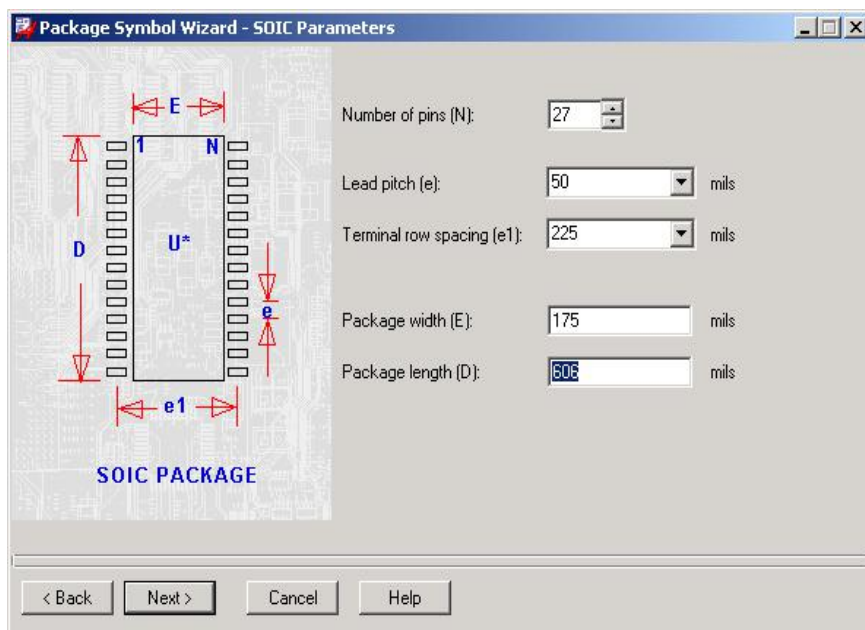 Package Symbol Wizard - SOIC Parameters
E
1 N
D
U*
e
e1
SOIC PACKAGE
Number of pins (N): 27
Lead pitch (e): 50 mils
Terminal row spacing (e1): 225 mils
Package width (E): 175 mils
Package length (D): 606 mils
< Back Next > Cancel Help